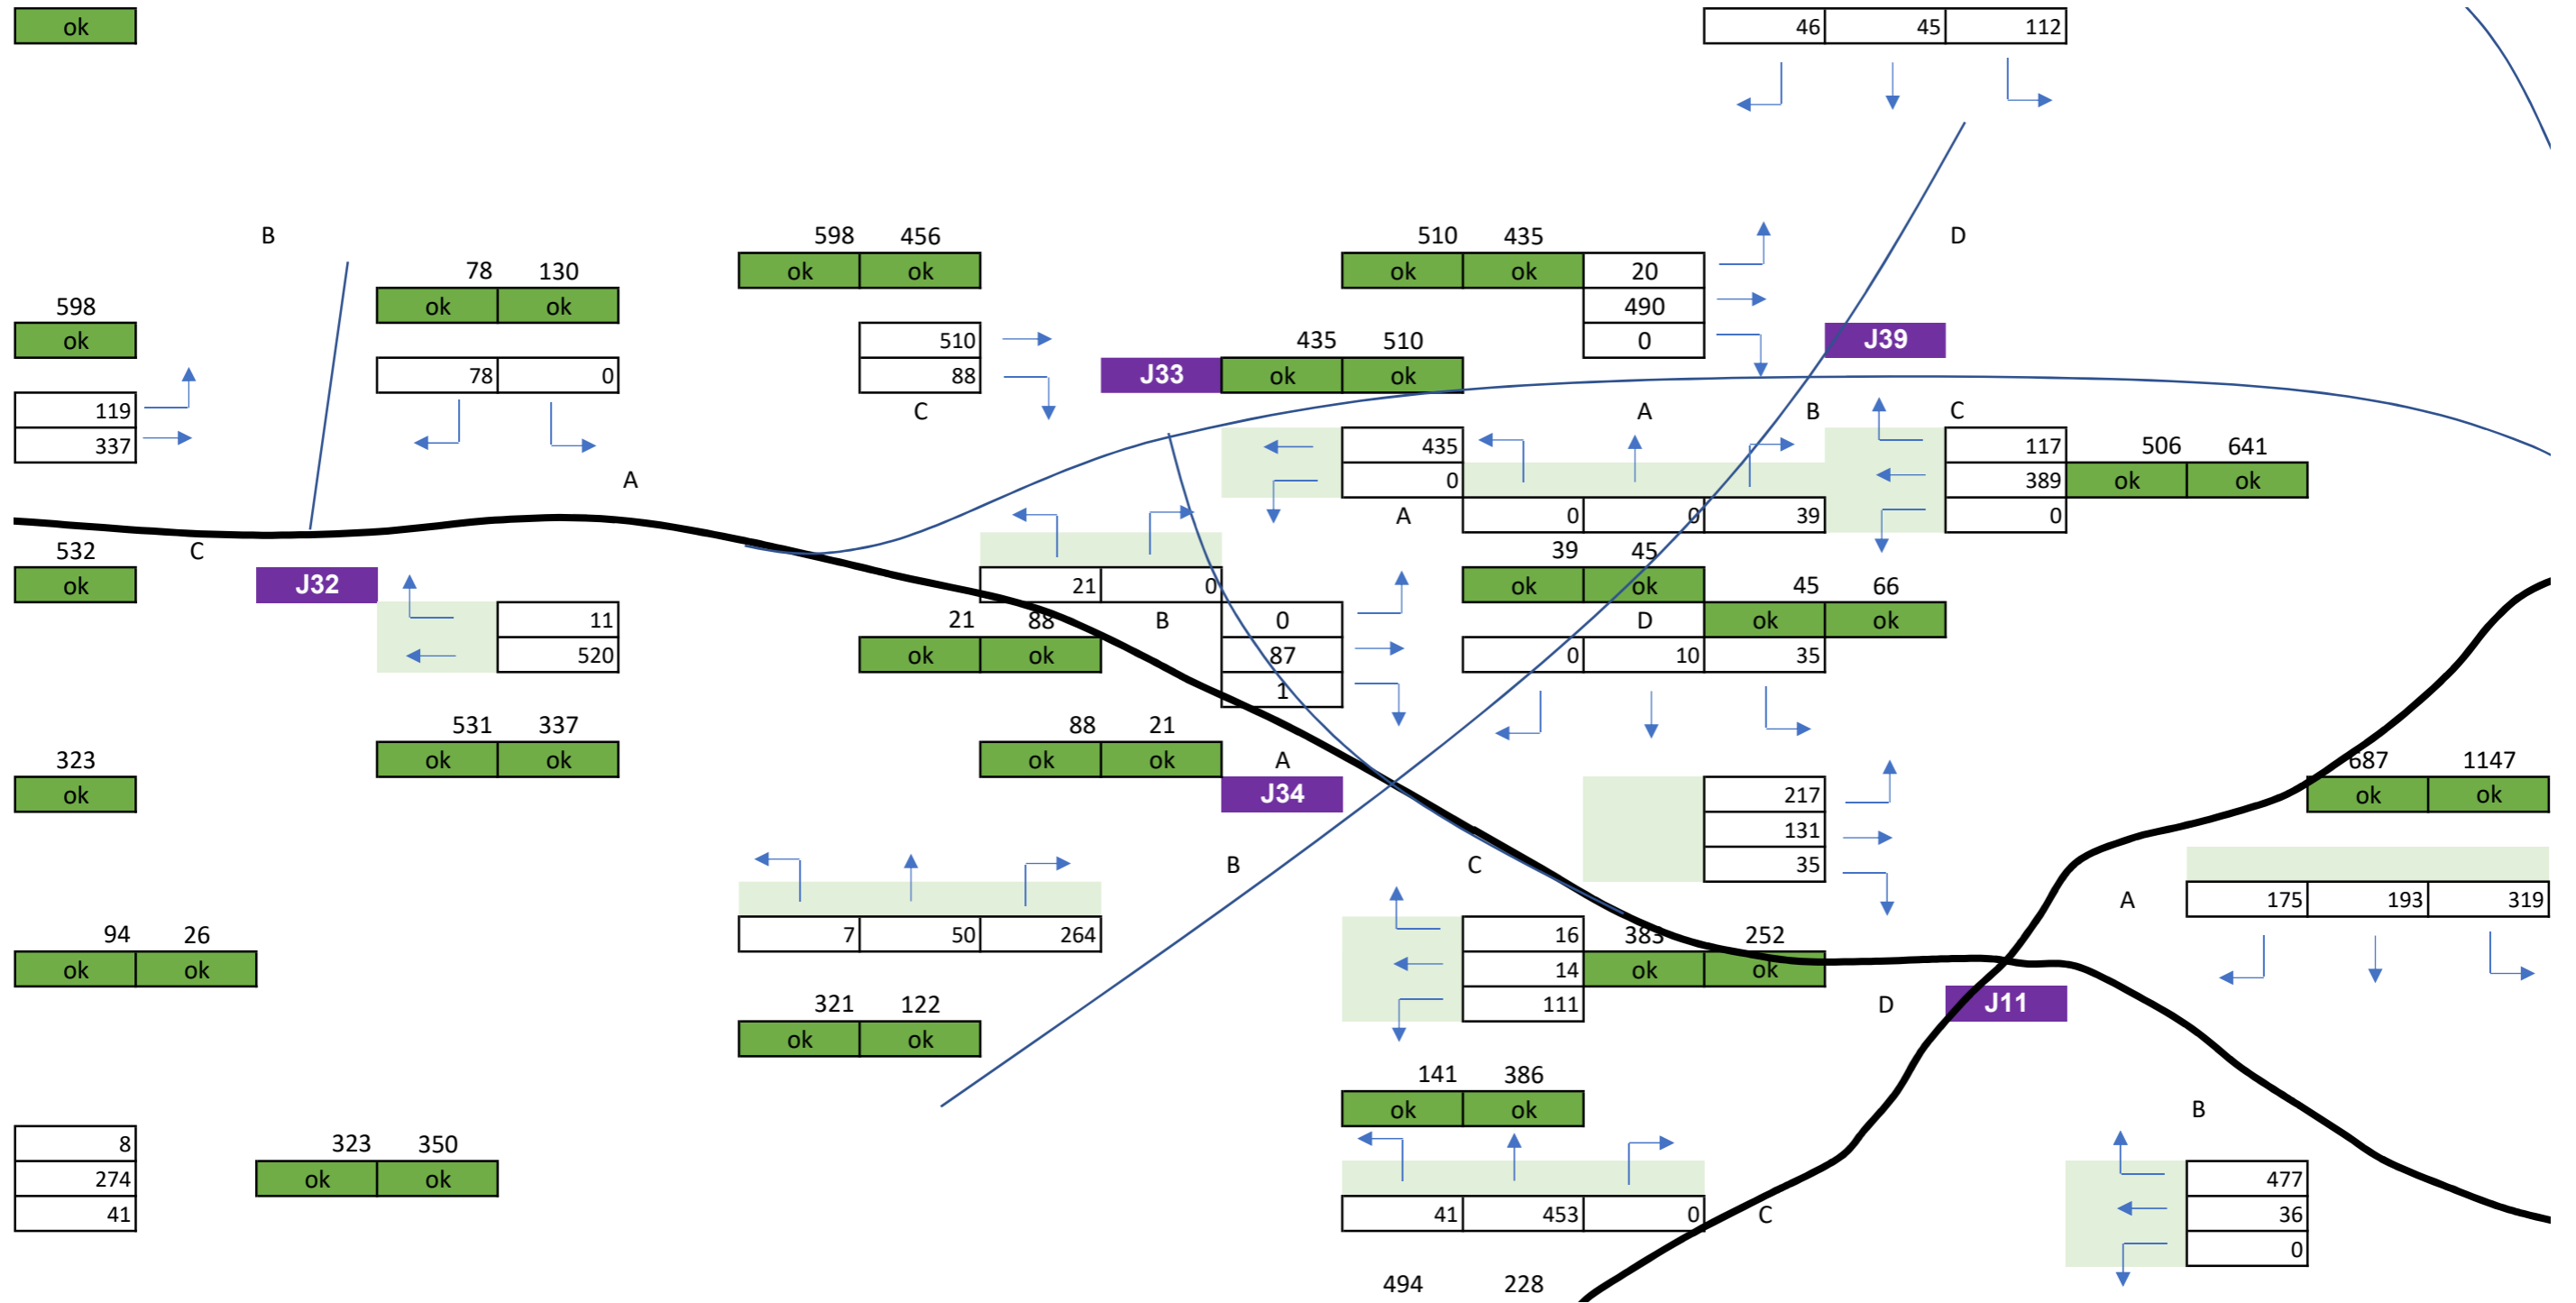 ok 46 45 112
B 598 456 510 435 D
78 130 ok ok ok ok 20
598 ok ok 490
ok 510 435 510 0 J39
78 0 88 J33 ok ok
119 C A B C
337 435 117 506 641
A 0 389 ok ok
A 0 0 39 0
532 C 39 45
ok J32 21 0 ok ok 45 66
11 21 88 B 0 D ok ok
520 ok ok 87 0 10 35
1
531 337 88 21
323 ok ok ok ok A 687 1147
ok J34 217 ok ok
131
B C 35
A 175 193 319
94 26 7 50 264 16 383 252
ok ok 14 ok ok
321 122 111 D J11
ok ok
141 386
ok ok B
8 323 350
274 ok ok 477
41 41 453 0 C 36
0
494 228